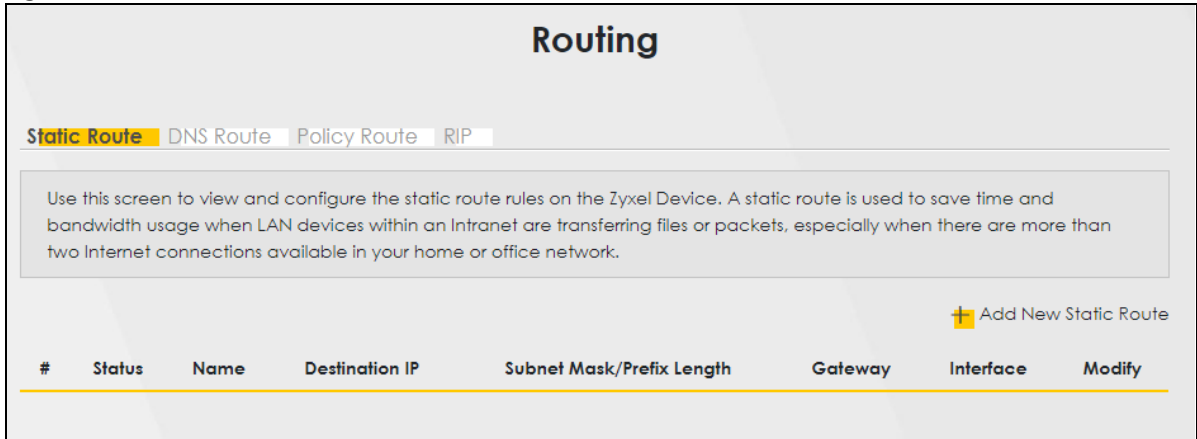 Routing
Static Route DNS Route Policy Route RIP
Use this screen to view and configure the static route rules on the Zyxel Device. A static route is used to save time and
bandwidth usage when LAN devices within an Intranet are transferring files or packets, especially when there are more than
two Internet connections available in your home or office network.
+ Add New Static Route
# Status Name Destination IP Subnet Mask/Prefix Length Gateway Interface Modify